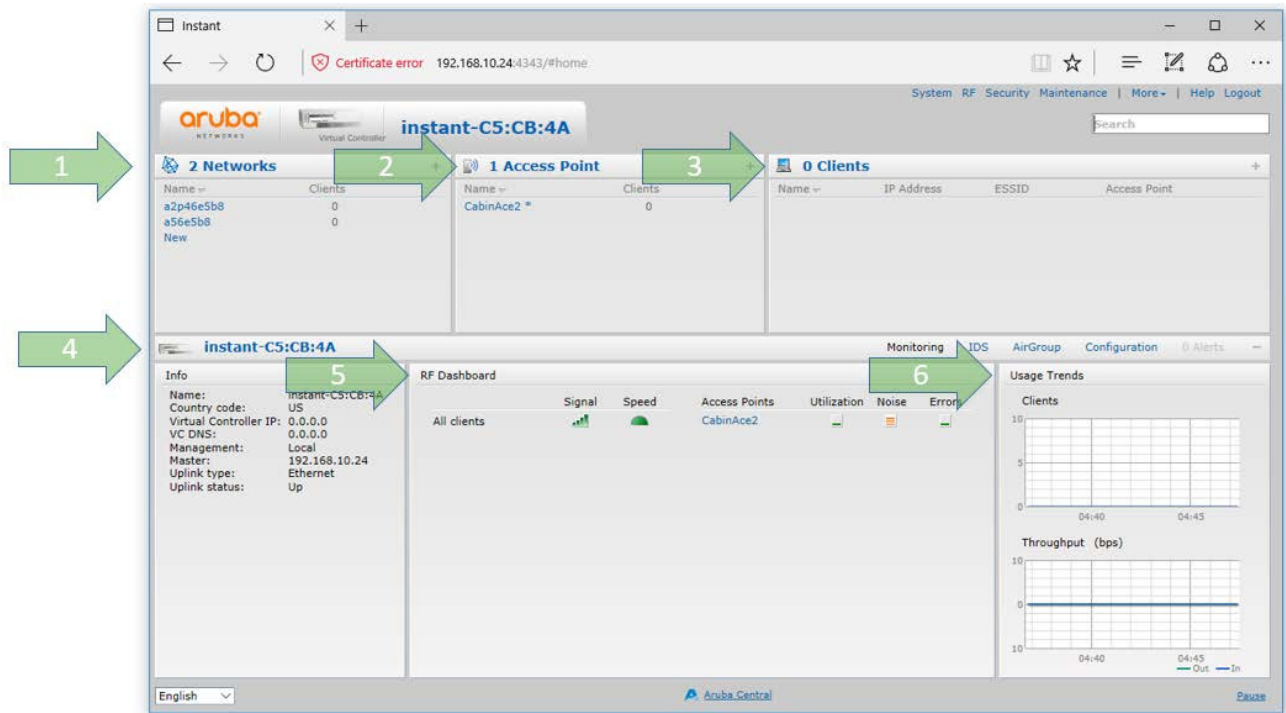 Instant
Certificate error 192.168.10.24:4343/#home
System RF Security Maintenance | More | Help Logout
aruba
NETWORKS
Virtual Controller
instant-C5:CB:4A
Search
1
2 Networks
2
1 Access Point
3
0 Clients
Name Clients
a2p46e5b8 0
a56e5b8 0
New
Name Clients
CabinAce2 * 0
Name IP Address ESSID Access Point
4
instant-C5:CB:4A
Monitoring IDS AirGroup Configuration 0 Alerts
Info
5
RF Dashboard
6
Usage Trends
Name: instant-C5:CB:4A
Country code: US
Virtual Controller IP: 0.0.0.0
VC DNS: 0.0.0.0
Management: Local
Master: 192.168.10.24
Uplink type: Ethernet
Uplink status: Up
Signal Speed Access Points Utilization Noise Errors
All clients CabinAce2
Clients
10
5
0
04:40 04:45
Throughput (bps)
10
0
10
04:40 04:45
Out In
English
Aruba Central
Pause